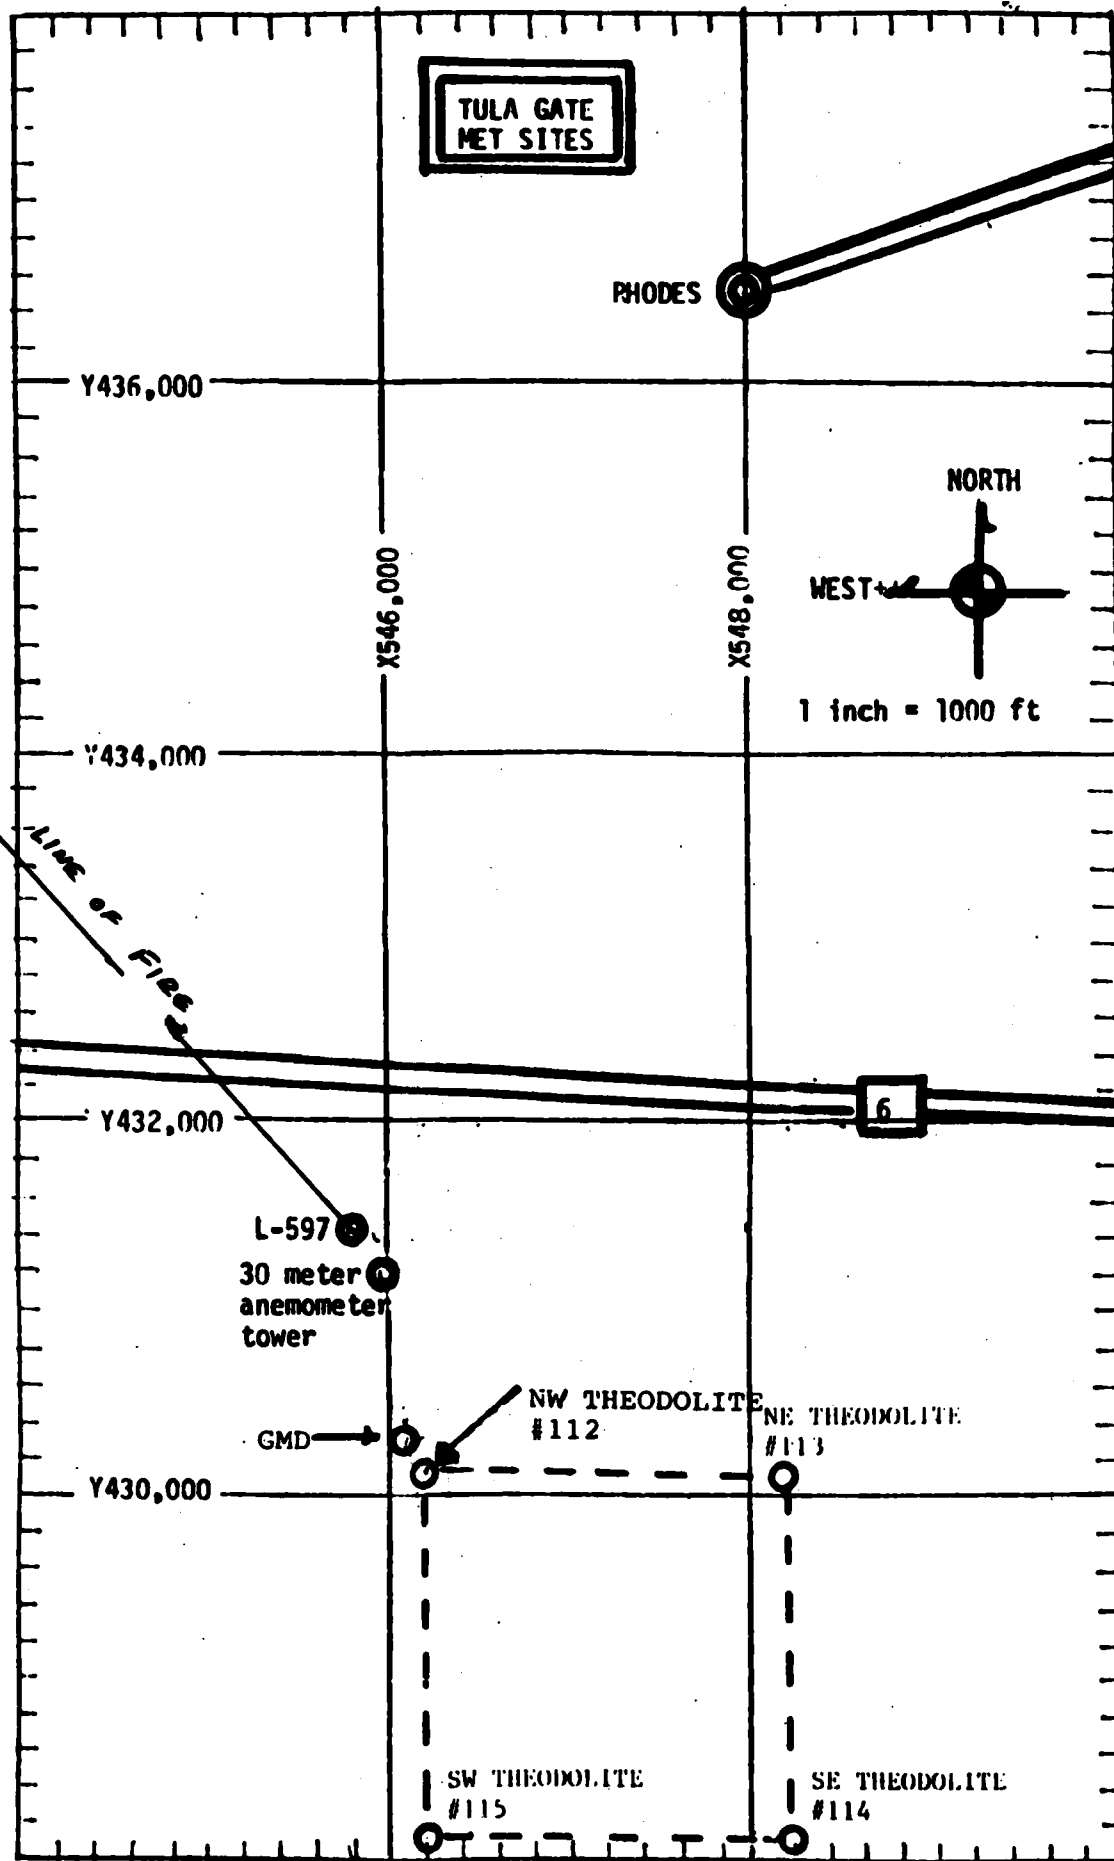 TULA GATE
MET SITES
RHODES
Y436,000
NORTH
X546,000
X548,000
WEST
1 inch = 1000 ft
Y434,000
LINE OF FIRE
6
Y432,000
L-597
30 meter
anemometer
tower
NW THEODOLITE
#112
NE THEODOLITE
#113
GMD
Y430,000
SW THEODOLITE
#115
SE THEODOLITE
#114